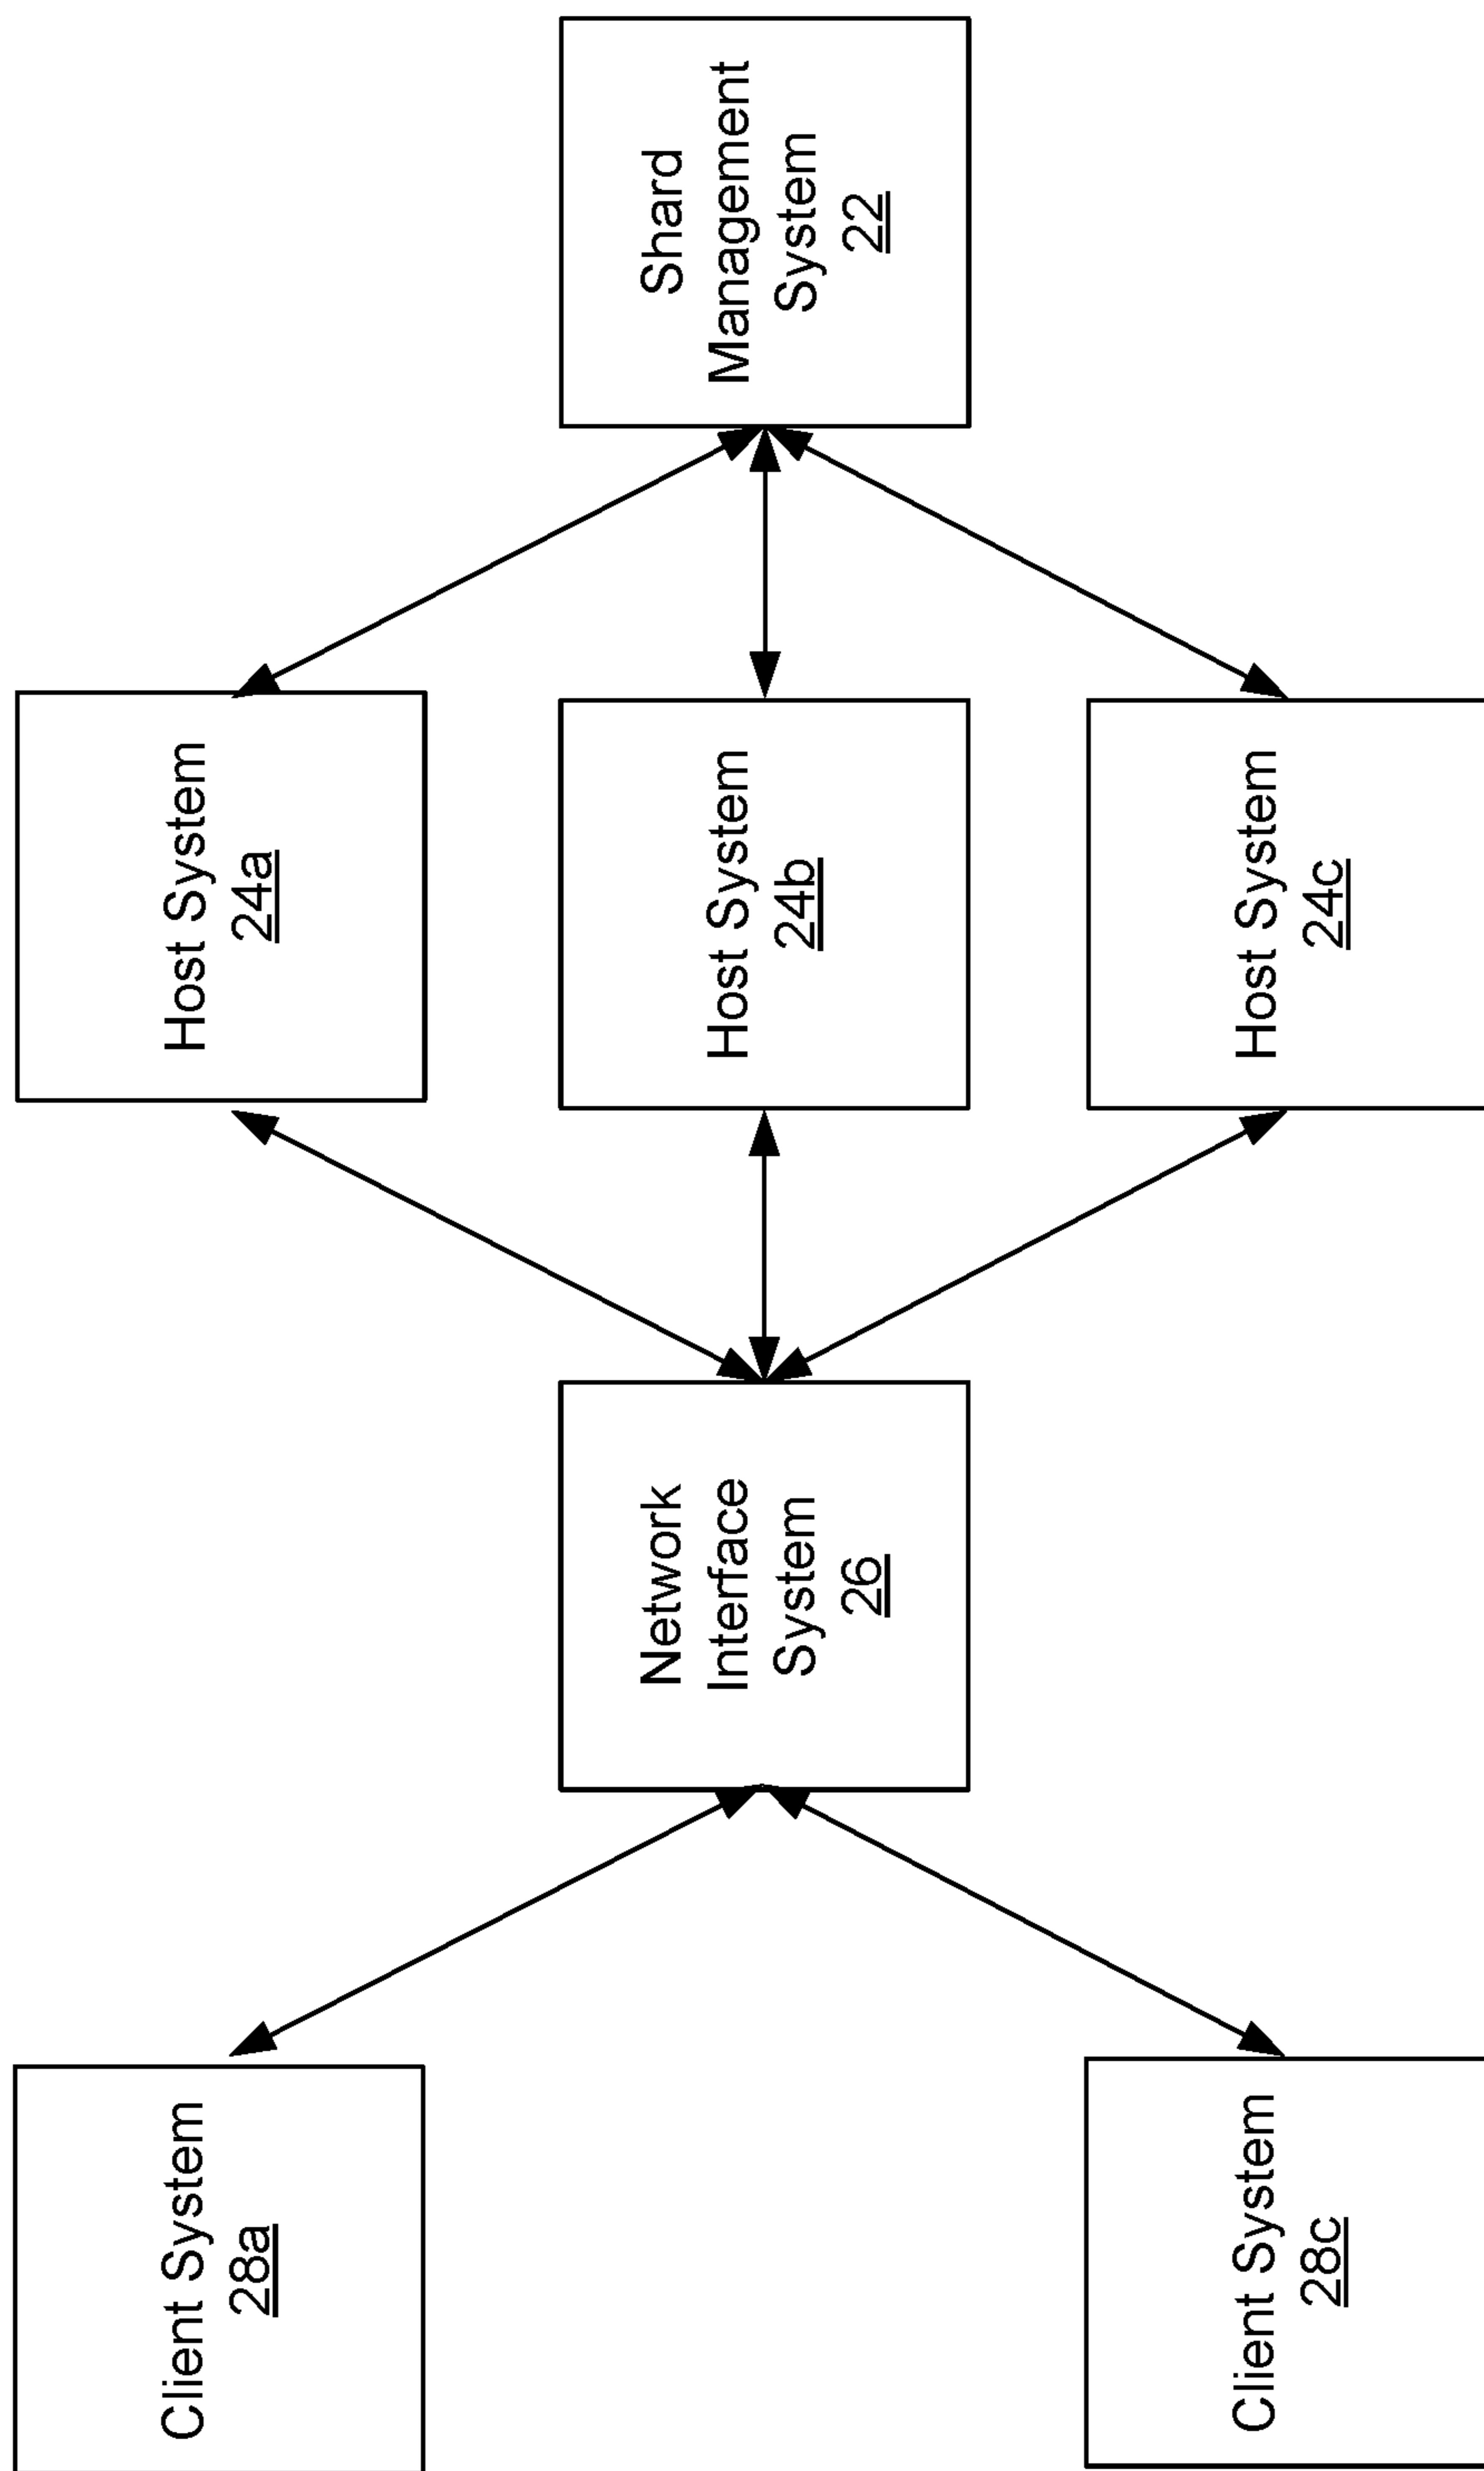 Client System
28a
Client System
28c
Network
Interface
System
26
Host System
24a
Host System
24b
Host System
24c
Shard
Management
System
22